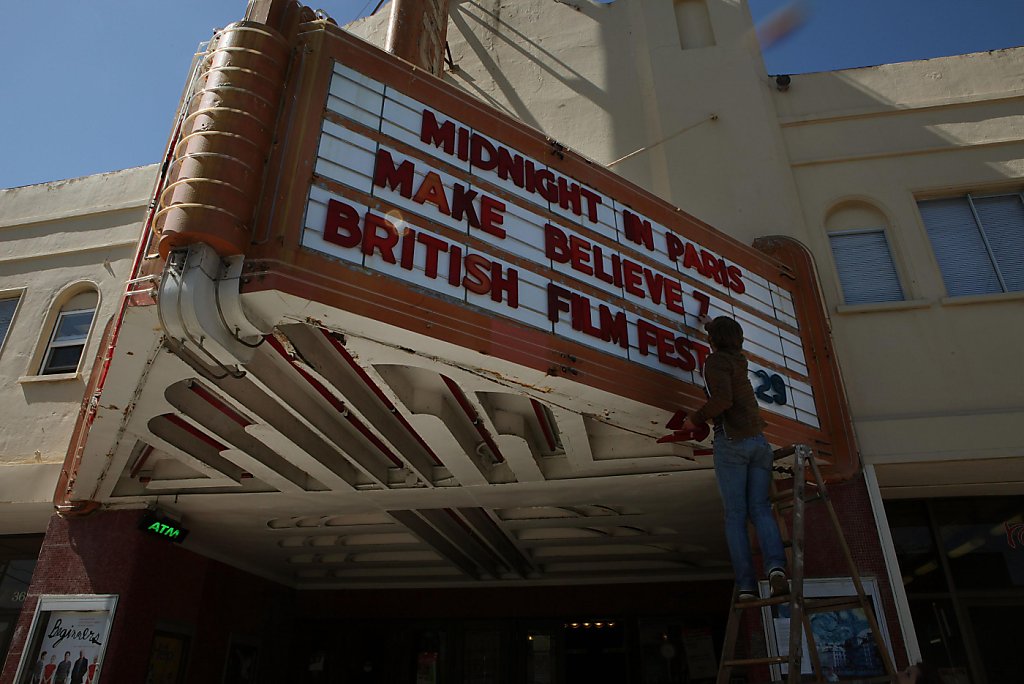 MIDNIGHT IN PARIS
MAKE BELIEVE 7
BRITISH FILM FEST 29
ATM
Beginners